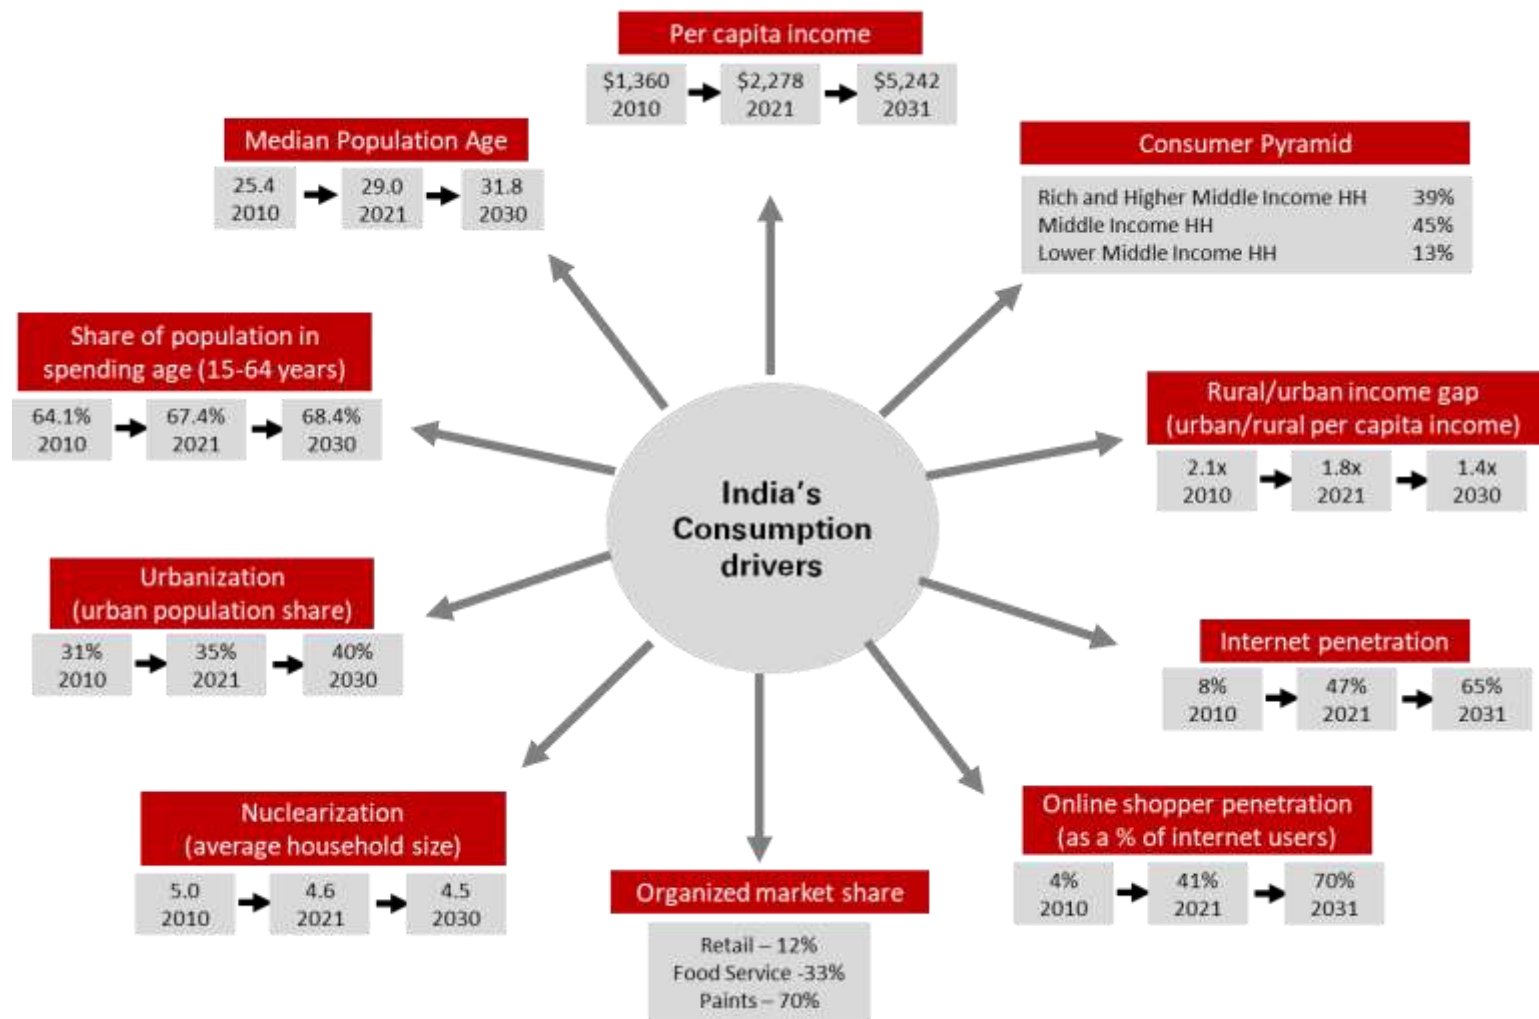 Per capita income
$1,360
2010
$2,278
2021
$5,242
2031
Median Population Age
25.4
2010
29.0
2021
31.8
2030
Consumer Pyramid
Rich and Higher Middle Income HH 39%
Middle Income HH 45%
Lower Middle Income HH 13%
Share of population in
spending age (15-64 years)
64.1%
2010
67.4%
2021
68.4%
2030
Rural/urban income gap
(urban/rural per capita income)
2.1x
2010
1.8x
2021
1.4x
2030
India's
Consumption
drivers
Urbanization
(urban population share)
31%
2010
35%
2021
40%
2030
Internet penetration
8%
2010
47%
2021
65%
2031
Nuclearization
(average household size)
5.0
2010
4.6
2021
4.5
2030
Online shopper penetration
(as a % of internet users)
4%
2010
41%
2021
70%
2031
Organized market share
Retail – 12%
Food Service -33%
Paints – 70%